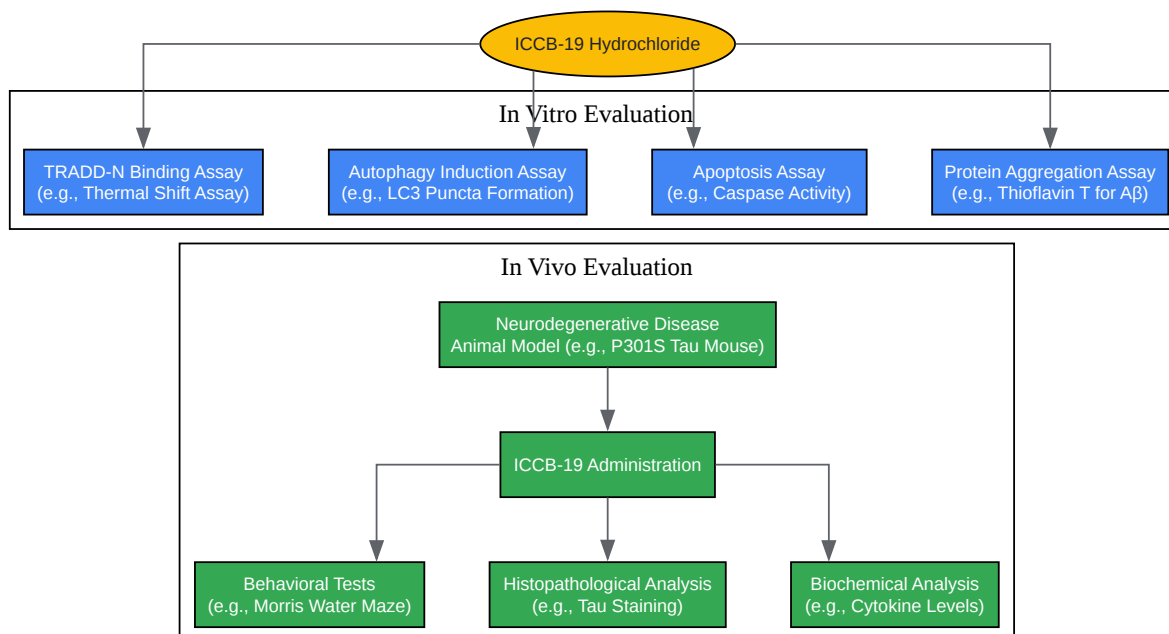 ICCB-19 Hydrochloride
In Vitro Evaluation
TRADD-N Binding Assay
(e.g., Thermal Shift Assay)
Autophagy Induction Assay
(e.g., LC3 Puncta Formation)
Apoptosis Assay
(e.g., Caspase Activity)
Protein Aggregation Assay
(e.g., Thioflavin T for Aβ)
In Vivo Evaluation
Neurodegenerative Disease
Animal Model (e.g., P301S Tau Mouse)
ICCB-19 Administration
Behavioral Tests
(e.g., Morris Water Maze)
Histopathological Analysis
(e.g., Tau Staining)
Biochemical Analysis
(e.g., Cytokine Levels)